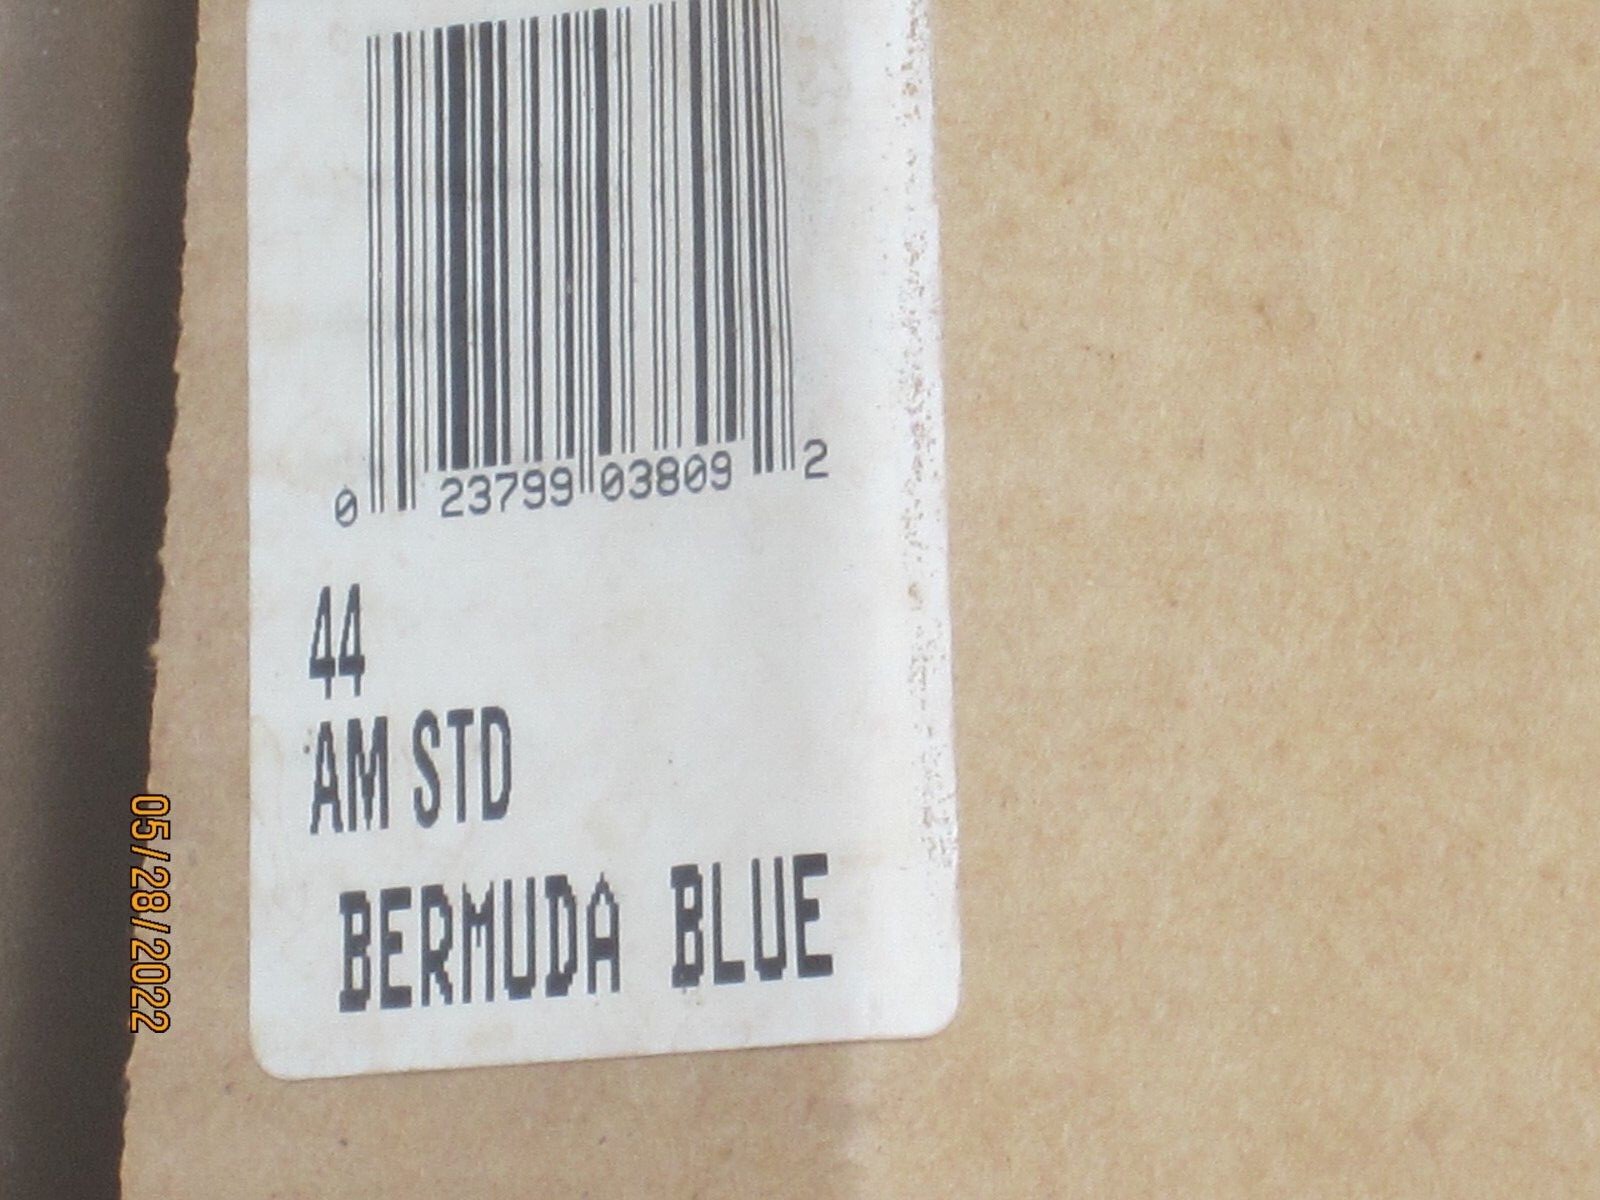 0 23799 03809 2
44
AM STD
BERMUDA BLUE
05/28/2022